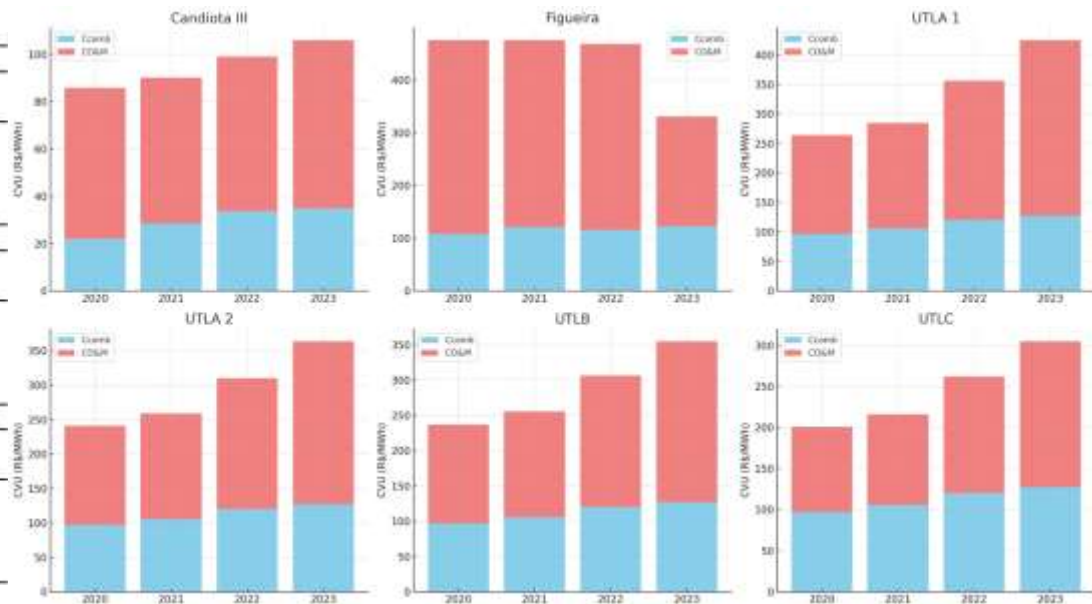 Candiota III
Ccomb
CO&M
CVU (R$/MWh)
100
80
60
40
20
0
2020 2021 2022 2023
Figueira
Ccomb
CO&M
CVU (R$/MWh)
400
300
200
100
0
2020 2021 2022 2023
UTLA 1
Ccomb
CO&M
CVU (R$/MWh)
400
350
300
250
200
150
100
50
0
2020 2021 2022 2023
UTLA 2
Ccomb
CO&M
CVU (R$/MWh)
350
300
250
200
150
100
50
0
2020 2021 2022 2023
UTLB
Ccomb
CO&M
CVU (R$/MWh)
350
300
250
200
150
100
50
0
2020 2021 2022 2023
UTLC
Ccomb
CO&M
CVU (R$/MWh)
300
250
200
150
100
50
0
2020 2021 2022 2023